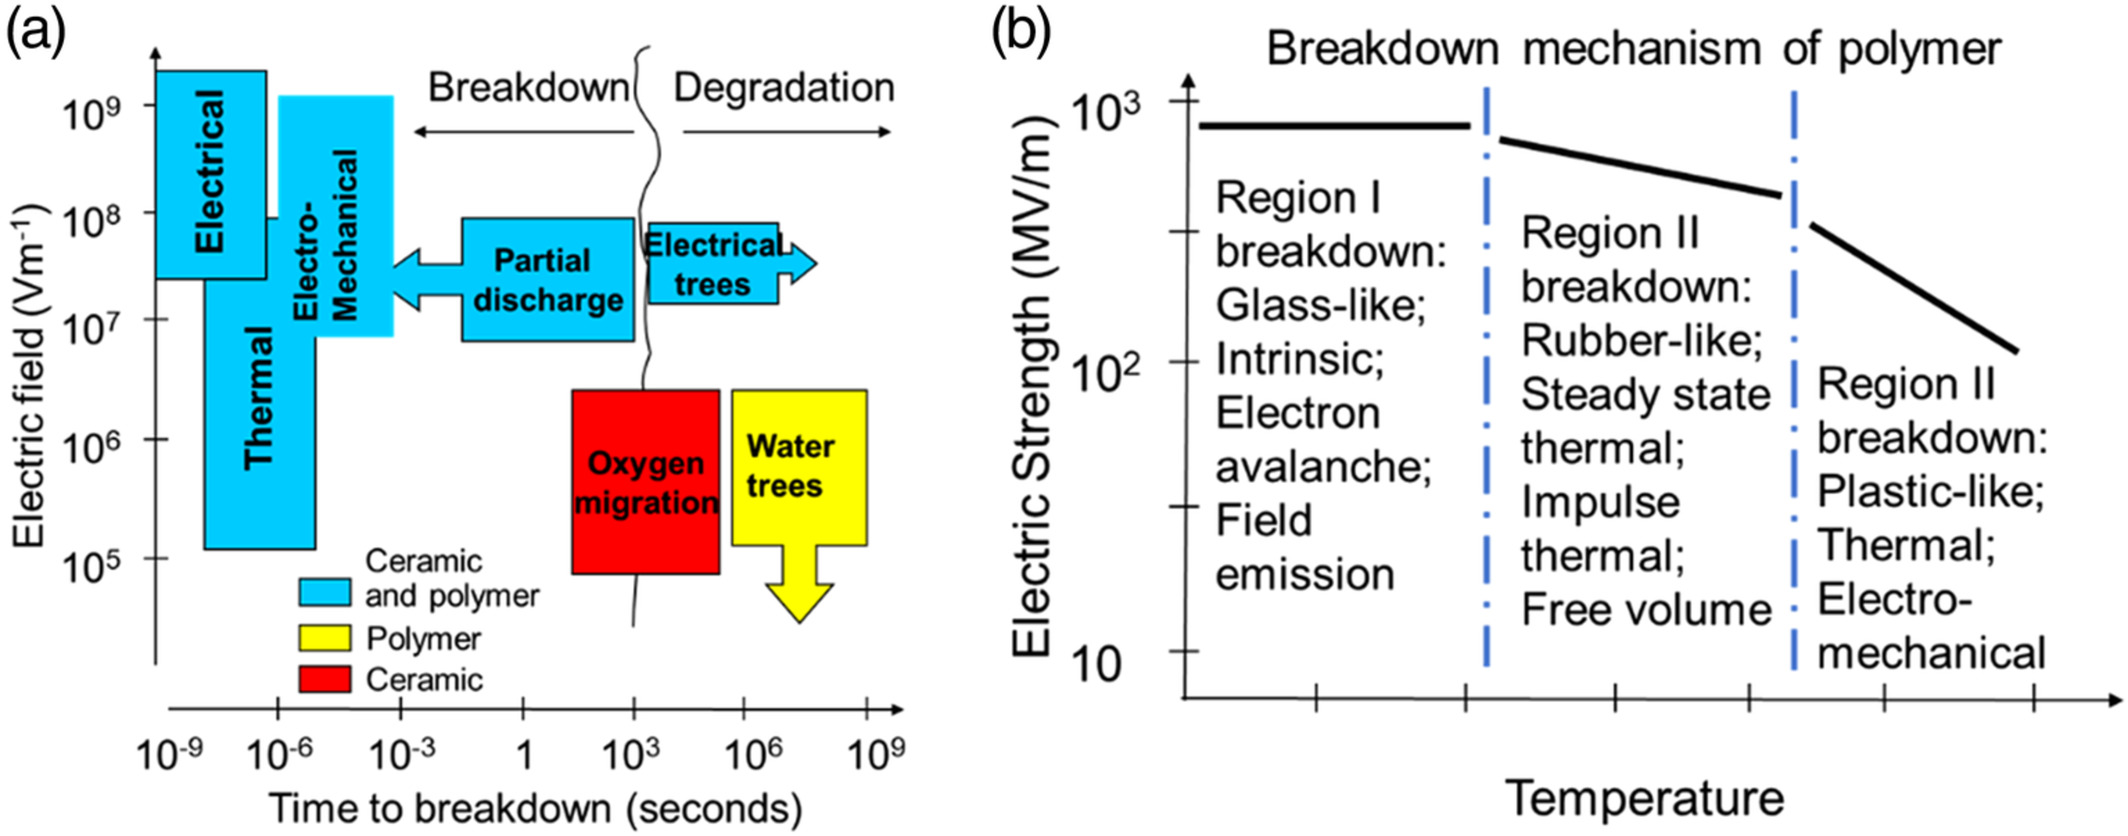 (a)
Breakdown
Degradation
Electric field (Vm-1)
10⁹
10⁸
10⁷
10⁶
10⁵
Electrical
Electro-
Mechanical
Thermal
Partial
discharge
Electrical
trees
Oxygen
migration
Water
trees
Ceramic
and polymer
Polymer
Ceramic
10-9
10-6
10-3
1
10³
10⁶
10⁹
Time to breakdown (seconds)
(b)
Breakdown mechanism of polymer
Electric Strength (MV/m)
10³
10²
10
Region I
breakdown:
Glass-like;
Intrinsic;
Electron
avalanche;
Field
emission
Region II
breakdown:
Rubber-like;
Steady state
thermal;
Impulse
thermal;
Free volume
Region II
breakdown:
Plastic-like;
Thermal;
Electro-
mechanical
Temperature